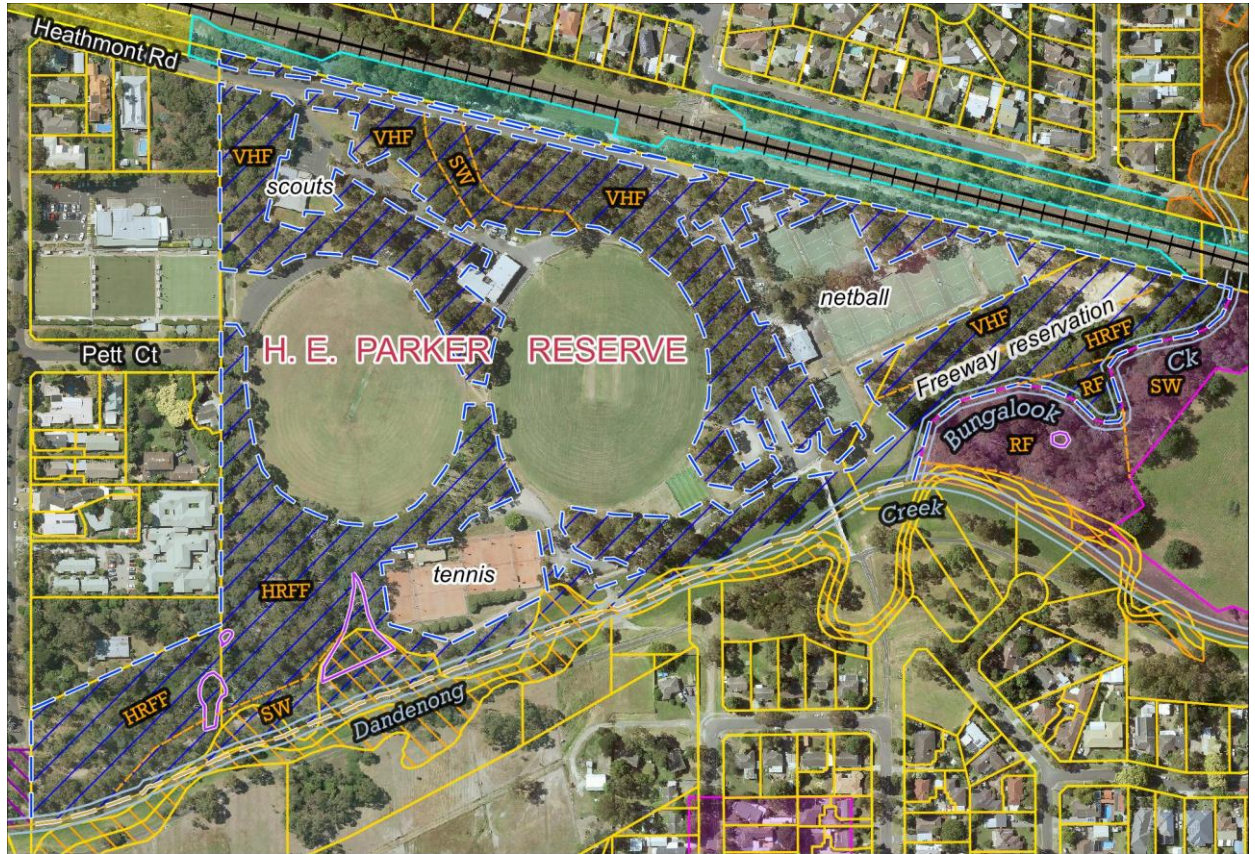 Heathmont Rd
VHF
VHF
SW
VHF
scouts
netball
H. E. PARKER RESERVE
Pett Ct
VHF
Freeway reservation
HRFF
RF
Ck
SW
Bungalook
RF
Creek
tennis
HRFF
HRFF
SW
Dandenong